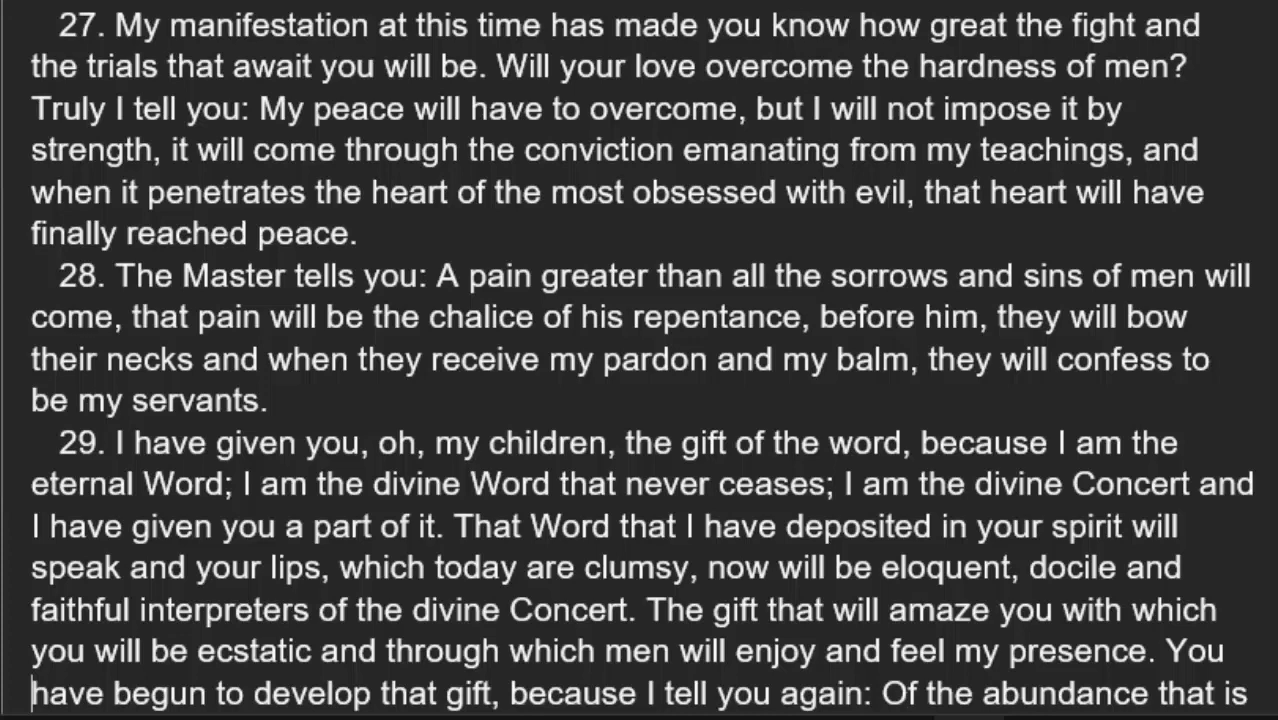 27. My manifestation at this time has made you know how great the fight and
the trials that await you will be. Will your love overcome the hardness of men?
Truly I tell you: My peace will have to overcome, but I will not impose it by
strength, it will come through the conviction emanating from my teachings, and
when it penetrates the heart of the most obsessed with evil, that heart will have
finally reached peace.
28. The Master tells you: A pain greater than all the sorrows and sins of men will
come, that pain will be the chalice of his repentance, before him, they will bow
their necks and when they receive my pardon and my balm, they will confess to
be my servants.
29. I have given you, oh, my children, the gift of the word, because I am the
eternal Word; I am the divine Word that never ceases; I am the divine Concert and
I have given you a part of it. That Word that I have deposited in your spirit will
speak and your lips, which today are clumsy, now will be eloquent, docile and
faithful interpreters of the divine Concert. The gift that will amaze you with which
you will be ecstatic and through which men will enjoy and feel my presence. You
have begun to develop that gift, because I tell you again: Of the abundance that is